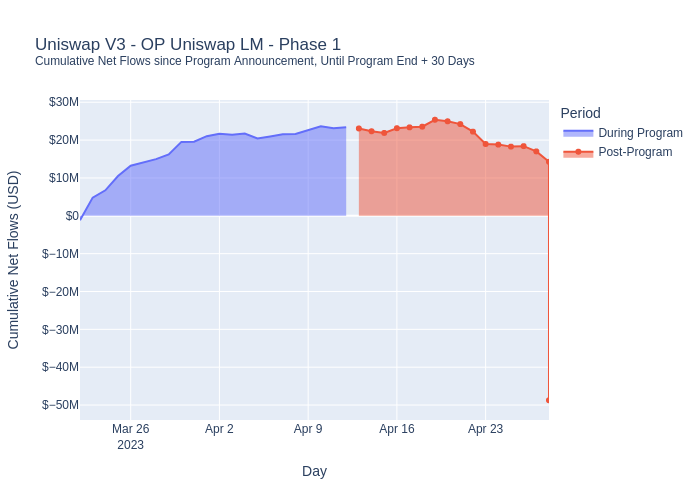 Uniswap V3 - OP Uniswap LM - Phase 1
Cumulative Net Flows since Program Announcement, Until Program End + 30 Days
Period
During Program
Post-Program
Cumulative Net Flows (USD)
$30M
$20M
$10M
$0
$−10M
$−20M
$−30M
$−40M
$−50M
Mar 26
2023
Apr 2
Apr 9
Apr 16
Apr 23
Day